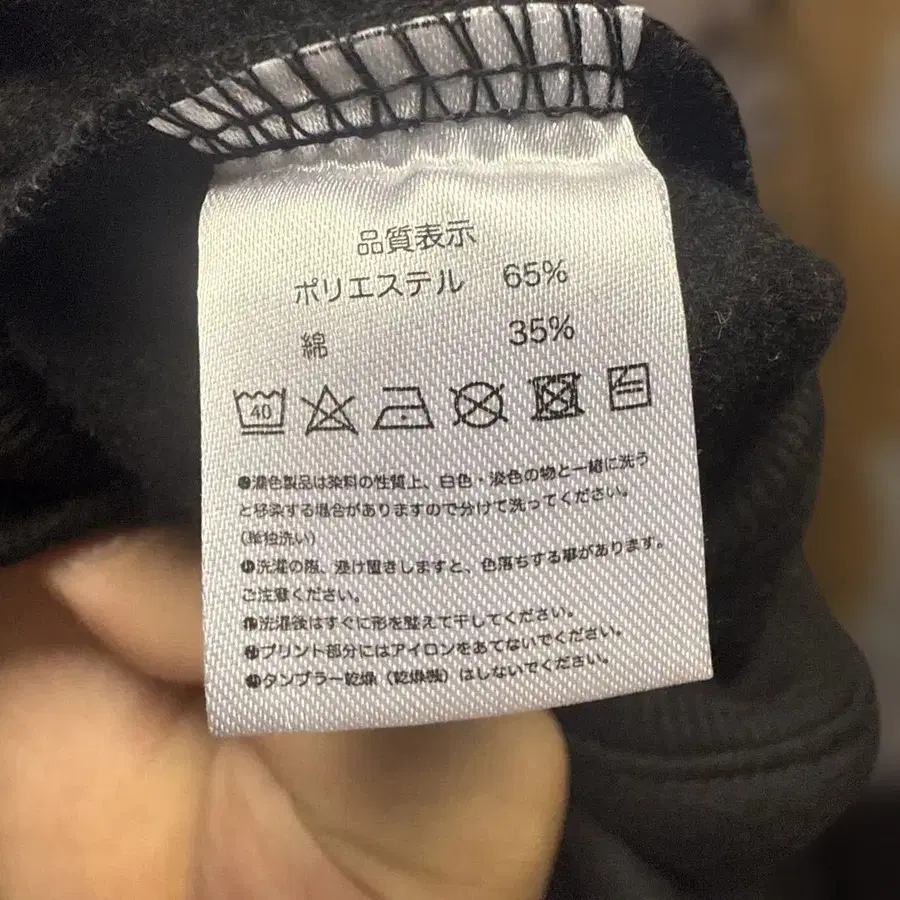 品質表示
ポリエステル 65%
綿 35%
40
●濃色製品は染料の性質上、白色・淡色の物と一緒に洗う
と移染する場合がありますので分けて洗ってください。
(単独洗い)
●洗濯の際、浸け置きしますと、色落ちする事があります。
ご注意ください。
●洗濯後はすぐに形を整えて干してください。
●プリント部分にはアイロンをあてないでください。
●タンブラー乾燥(乾燥機)はしないでください。